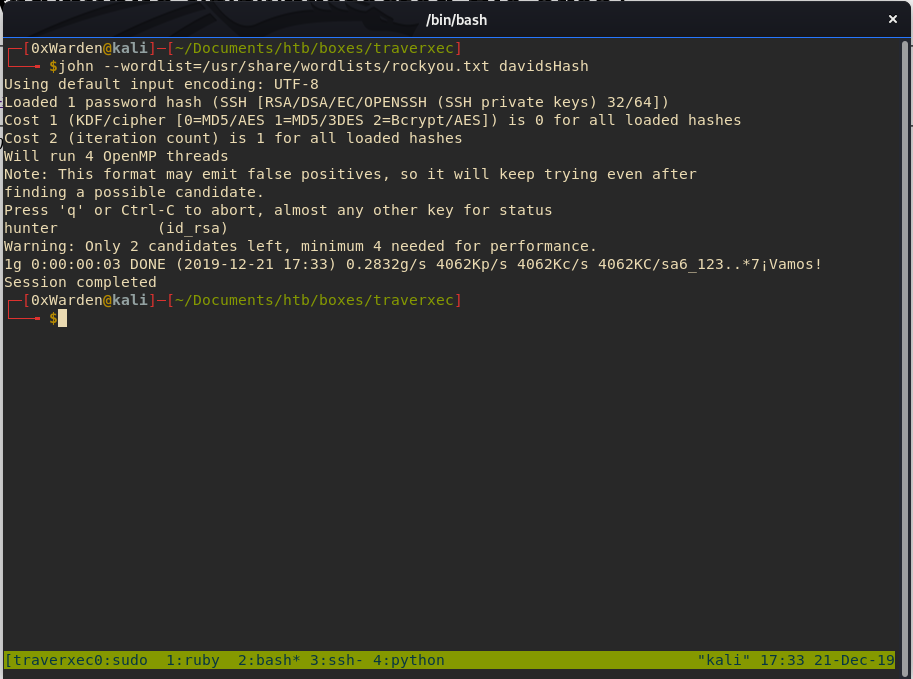 /bin/bash
×
[0xWarden@kali]─[~/Documents/htb/boxes/traverxec]
$john --wordlist=/usr/share/wordlists/rockyou.txt davidsHash
Using default input encoding: UTF-8
Loaded 1 password hash (SSH [RSA/DSA/EC/OPENSSH (SSH private keys) 32/64])
Cost 1 (KDF/cipher [0=MD5/AES 1=MD5/3DES 2=Bcrypt/AES]) is 0 for all loaded hashes
Cost 2 (iteration count) is 1 for all loaded hashes
Will run 4 OpenMP threads
Note: This format may emit false positives, so it will keep trying even after
finding a possible candidate.
Press 'q' or Ctrl-C to abort, almost any other key for status
hunter           (id_rsa)
Warning: Only 2 candidates left, minimum 4 needed for performance.
1g 0:00:00:03 DONE (2019-12-21 17:33) 0.2832g/s 4062Kp/s 4062Kc/s 4062KC/sa6_123..*7¡Vamos!
Session completed
[0xWarden@kali]─[~/Documents/htb/boxes/traverxec]
$
[traverxec0:sudo  1:ruby  2:bash* 3:ssh- 4:python "kali" 17:33 21-Dec-19